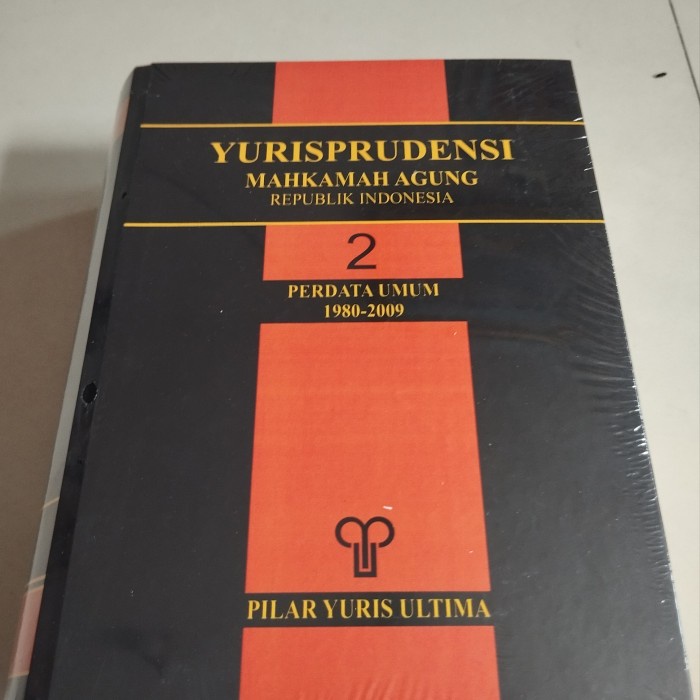 YURISPRUDENSI
MAHKAMAH AGUNG
REPUBLIK INDONESIA
2
PERDATA UMUM
1980-2009
PILAR YURIS ULTIMA